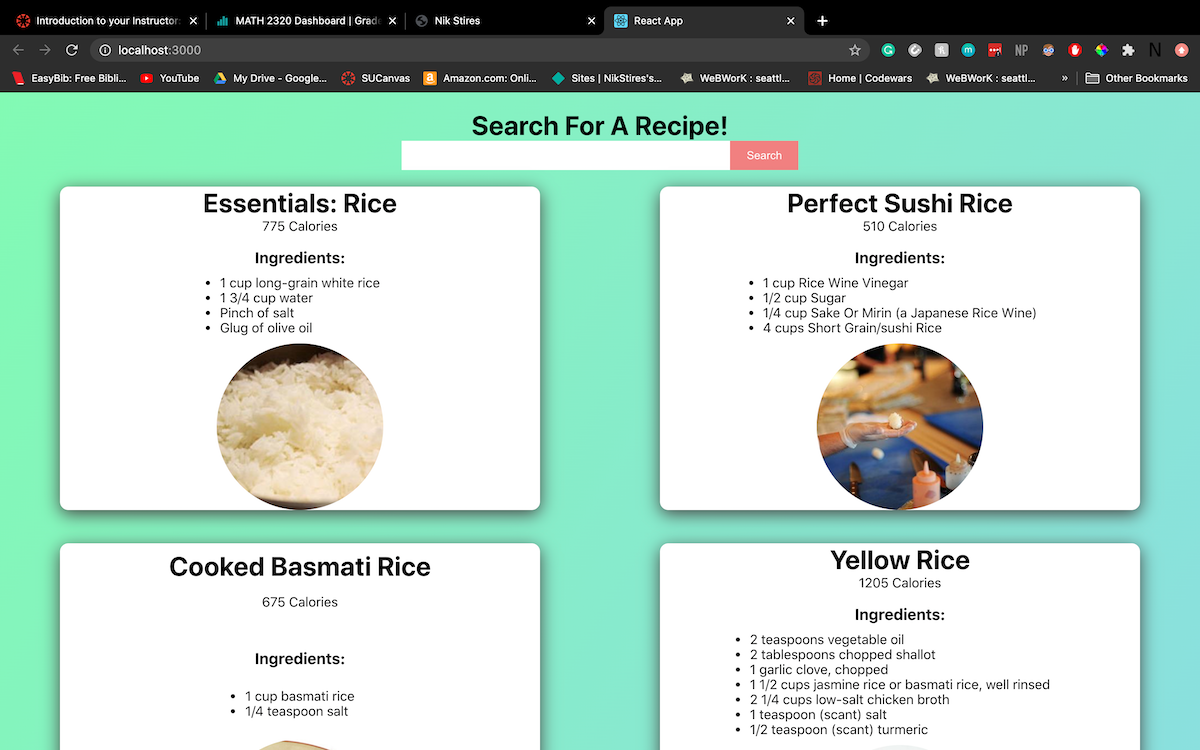 Introduction to your Instructor:
MATH 2320 Dashboard | Grade
Nik Stires
React App
localhost:3000
NP
N
EasyBib: Free Bibli...
YouTube
My Drive - Google...
SUCanvas
Amazon.com: Onli...
Sites | NikStires's...
WeBWorK : seattl...
Home | Codewars
WeBWorK : seattl...
»
Other Bookmarks
Search For A Recipe!
Search
Essentials: Rice
775 Calories
Ingredients:
• 1 cup long-grain white rice
• 1 3/4 cup water
• Pinch of salt
• Glug of olive oil
Perfect Sushi Rice
510 Calories
Ingredients:
• 1 cup Rice Wine Vinegar
• 1/2 cup Sugar
• 1/4 cup Sake Or Mirin (a Japanese Rice Wine)
• 4 cups Short Grain/sushi Rice
Cooked Basmati Rice
675 Calories
Ingredients:
• 1 cup basmati rice
• 1/4 teaspoon salt
Yellow Rice
1205 Calories
Ingredients:
• 2 teaspoons vegetable oil
• 2 tablespoons chopped shallot
• 1 garlic clove, chopped
• 1 1/2 cups jasmine rice or basmati rice, well rinsed
• 2 1/4 cups low-salt chicken broth
• 1 teaspoon (scant) salt
• 1/2 teaspoon (scant) turmeric